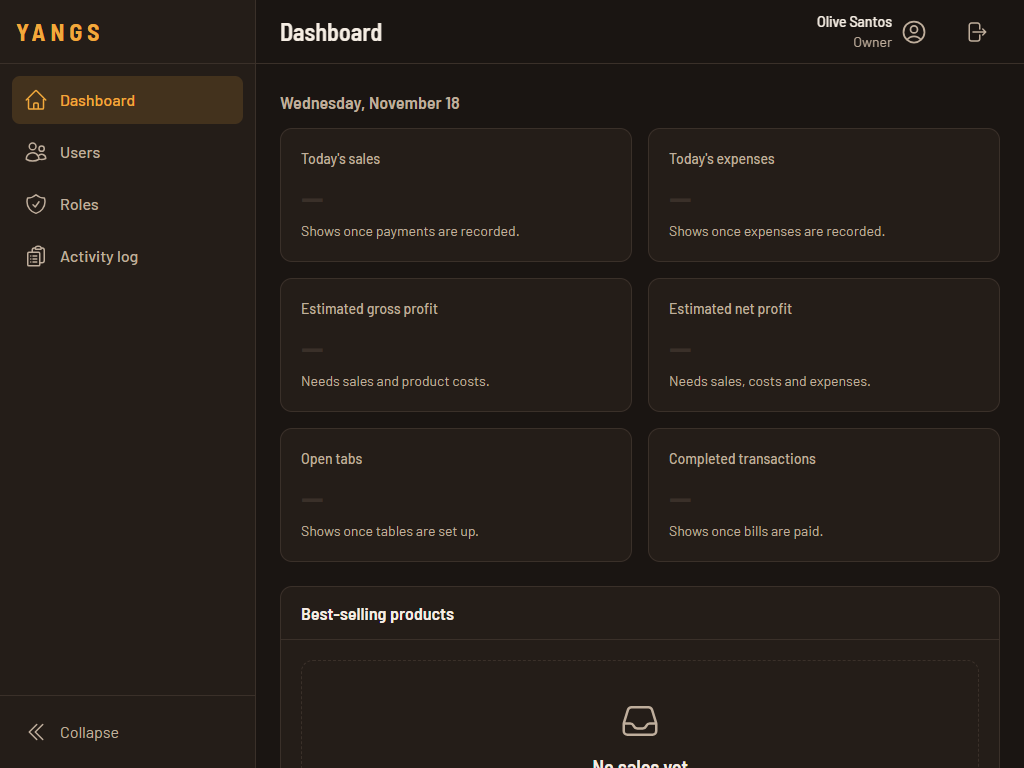 YANGS
Dashboard
Users
Roles
Activity log
Collapse
Dashboard
Olive Santos
Owner
Wednesday, November 18
Today's sales
—
Shows once payments are recorded.
Today's expenses
—
Shows once expenses are recorded.
Estimated gross profit
—
Needs sales and product costs.
Estimated net profit
—
Needs sales, costs and expenses.
Open tabs
—
Shows once tables are set up.
Completed transactions
—
Shows once bills are paid.
Best-selling products
No sales yet